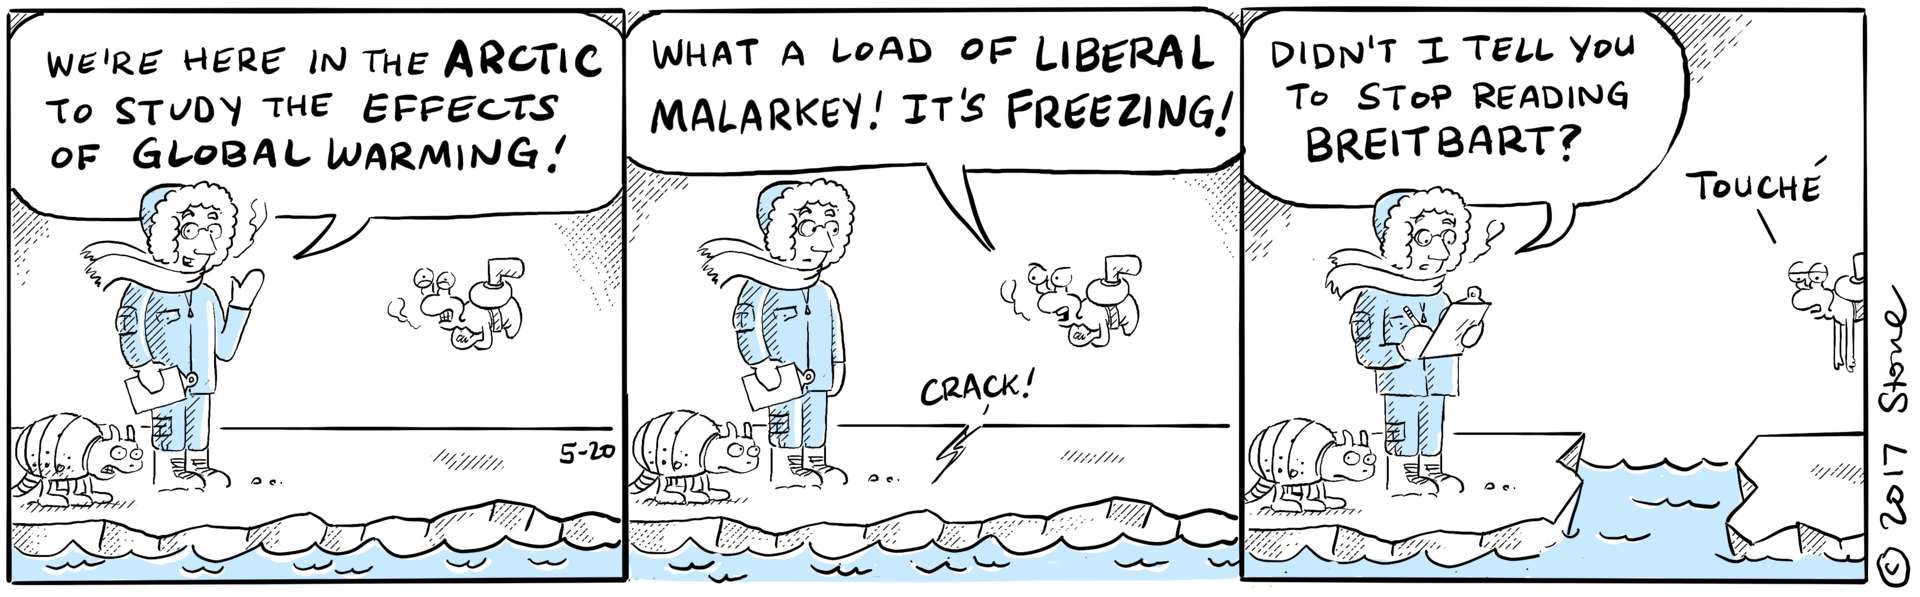 WE'RE HERE IN THE ARCTIC
TO STUDY THE EFFECTS
OF GLOBAL WARMING!
5-20
WHAT A LOAD OF LIBERAL
MALARKEY! IT'S FREEZING!
CRACK!
DIDN'T I TELL YOU
TO STOP READING
BREITBART?
TOUCHÉ
© 2017 Stone